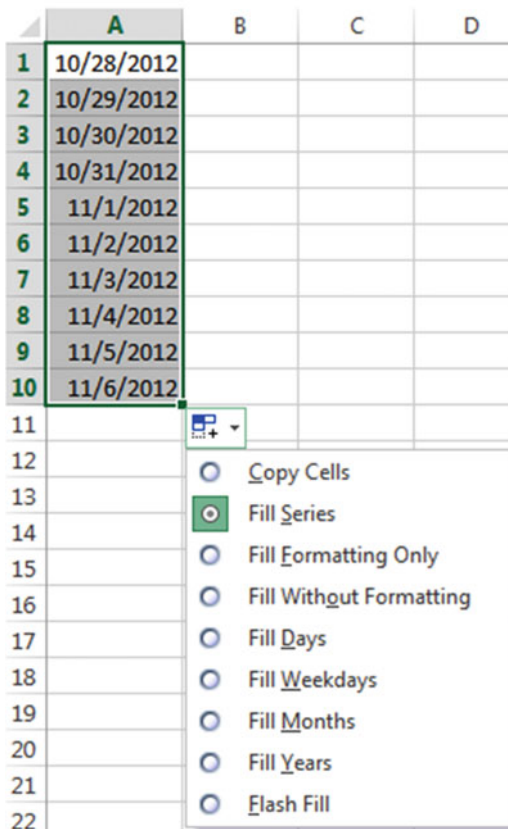 A B C D
1 10/28/2012
2 10/29/2012
3 10/30/2012
4 10/31/2012
5 11/1/2012
6 11/2/2012
7 11/3/2012
8 11/4/2012
9 11/5/2012
10 11/6/2012
11
12 Copy Cells
13 Fill Series
14 Fill Formatting Only
15
16 Fill Without Formatting
17 Fill Days
18 Fill Weekdays
19 Fill Months
20 Fill Years
21
22 Flash Fill